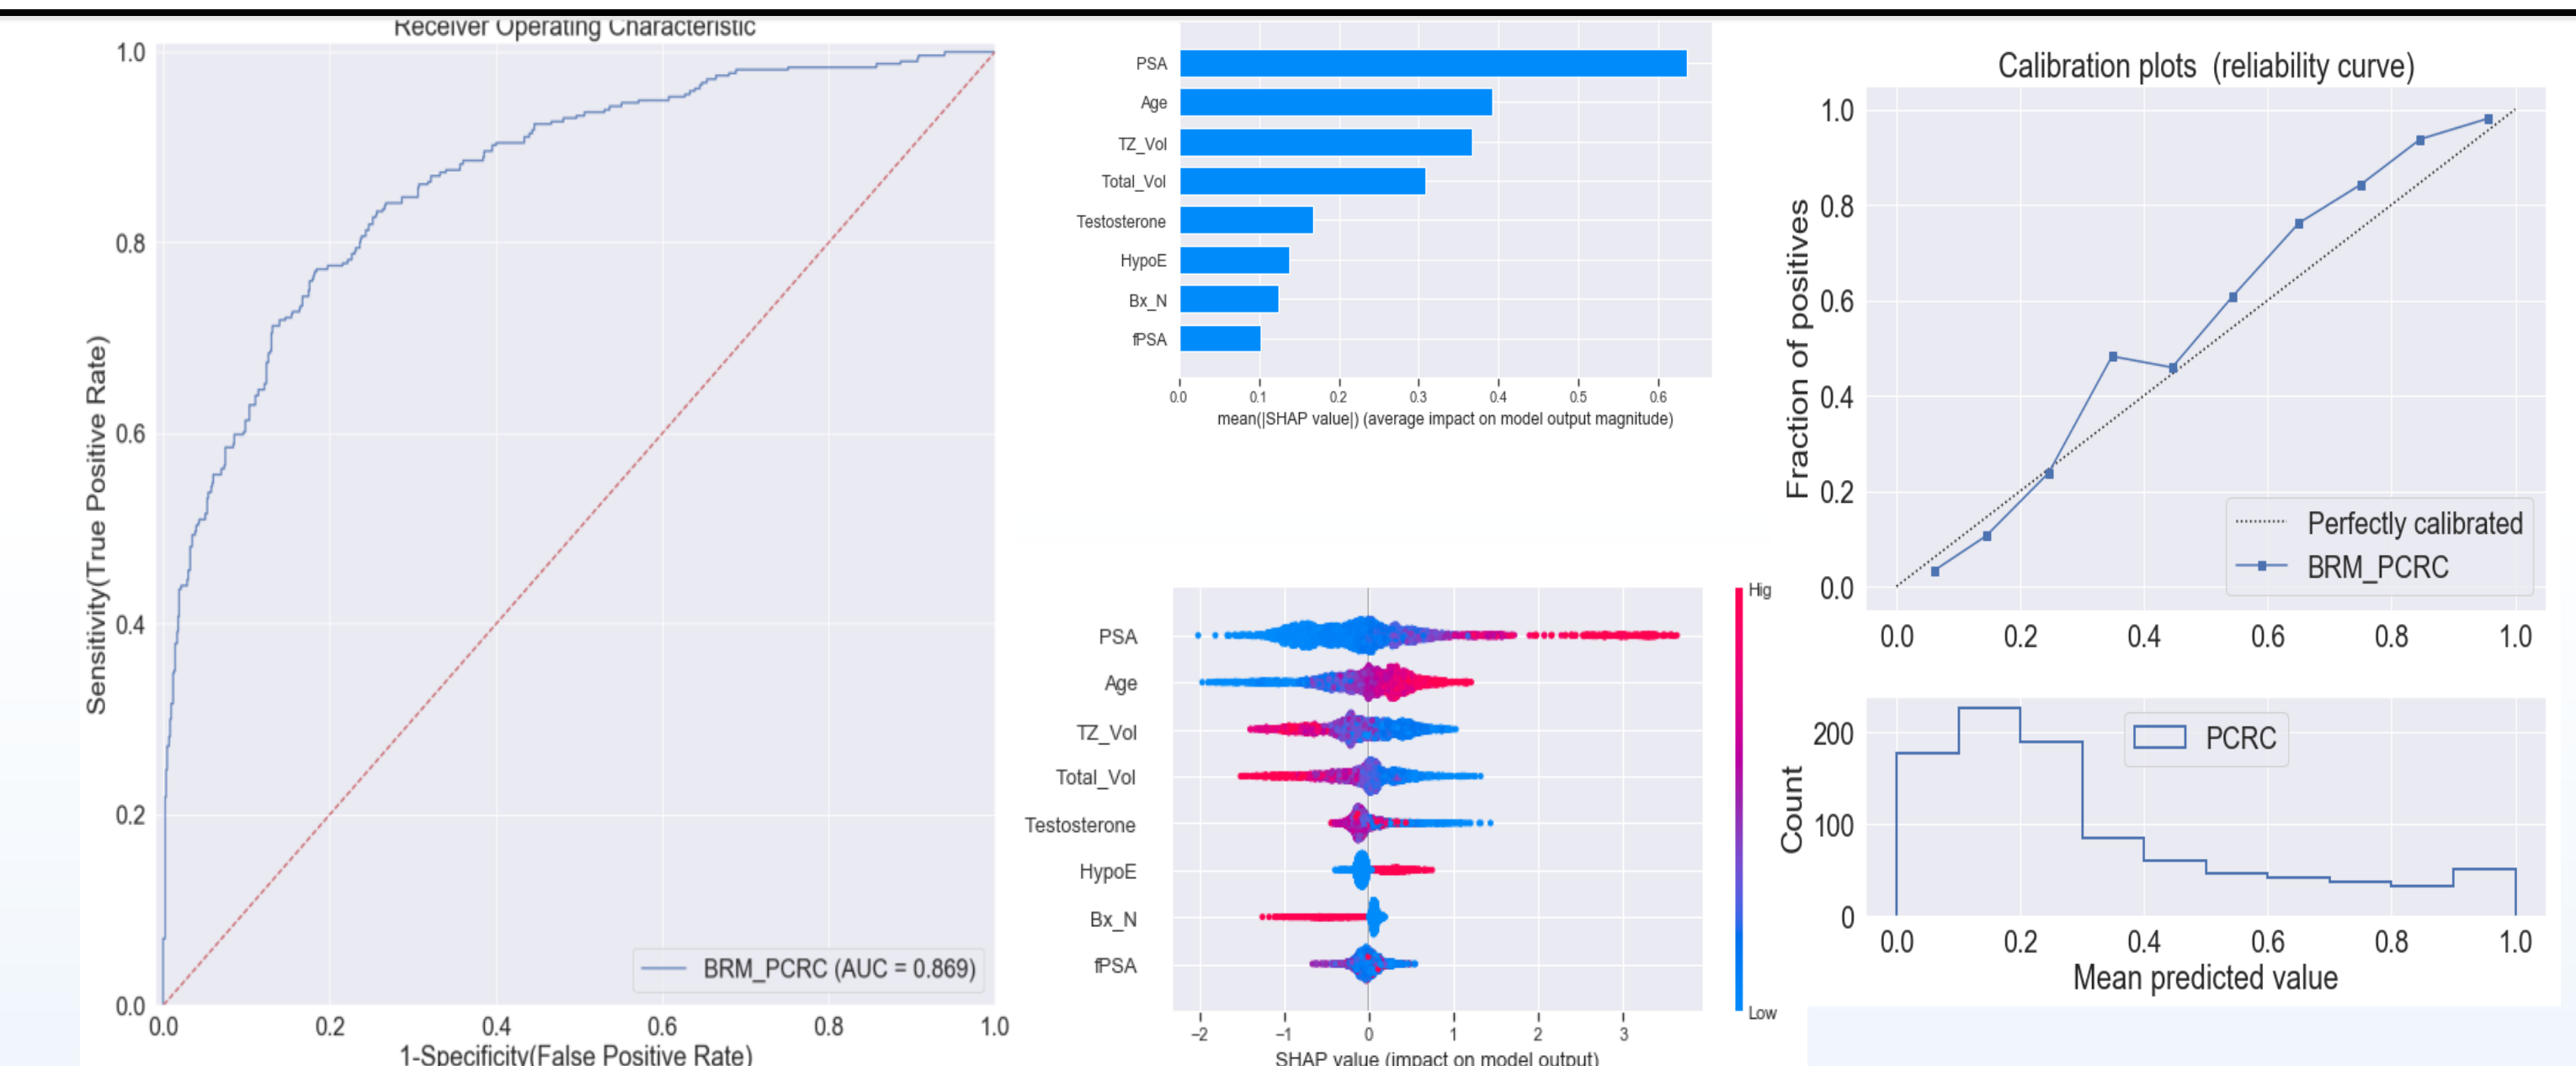 Receiver Operating Characteristic
1.0
0.8
0.6
0.4
0.2
0.0
Sensitivity(True Positive Rate)
BRM_PCRC (AUC = 0.869)
0.0 0.2 0.4 0.6 0.8 1.0
1-Specificity(False Positive Rate)
PSA
Age
TZ_Vol
Total_Vol
Testosterone
HypoE
Bx_N
fPSA
0.0 0.1 0.2 0.3 0.4 0.5 0.6
mean(|SHAP value|) (average impact on model output magnitude)
Hig
PSA
Age
TZ_Vol
Total_Vol
Testosterone
HypoE
Bx_N
fPSA
Low
−2 −1 0 1 2 3
SHAP value (impact on model output)
Calibration plots (reliability curve)
1.0
0.8
0.6
0.4
0.2
0.0
Fraction of positives
Perfectly calibrated
BRM_PCRC
0.0 0.2 0.4 0.6 0.8 1.0
200
100
0
Count
PCRC
0.0 0.2 0.4 0.6 0.8 1.0
Mean predicted value